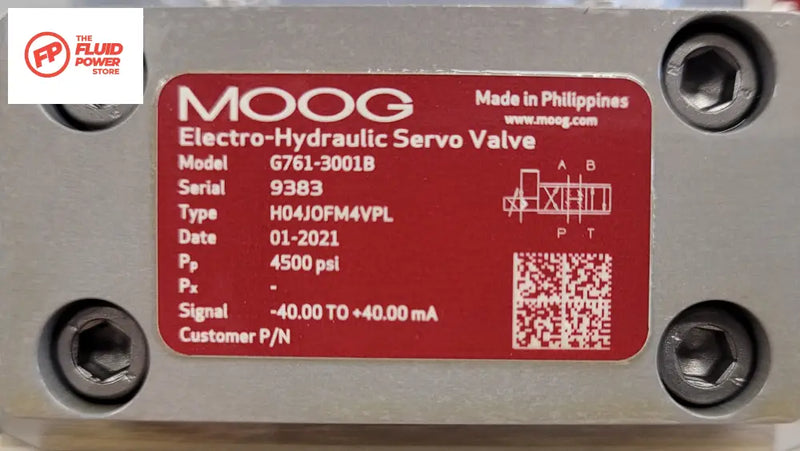 THE
FLUID
POWER
STORE
FP
MOOG
Made in Philippines
www.moog.com
Electro-Hydraulic Servo Valve
Model G761-3001B
Serial 9383
Type H04JOFM4VPL
Date 01-2021
Pp 4500 psi
Px -
Signal -40.00 TO +40.00 mA
Customer P/N
A B
P T